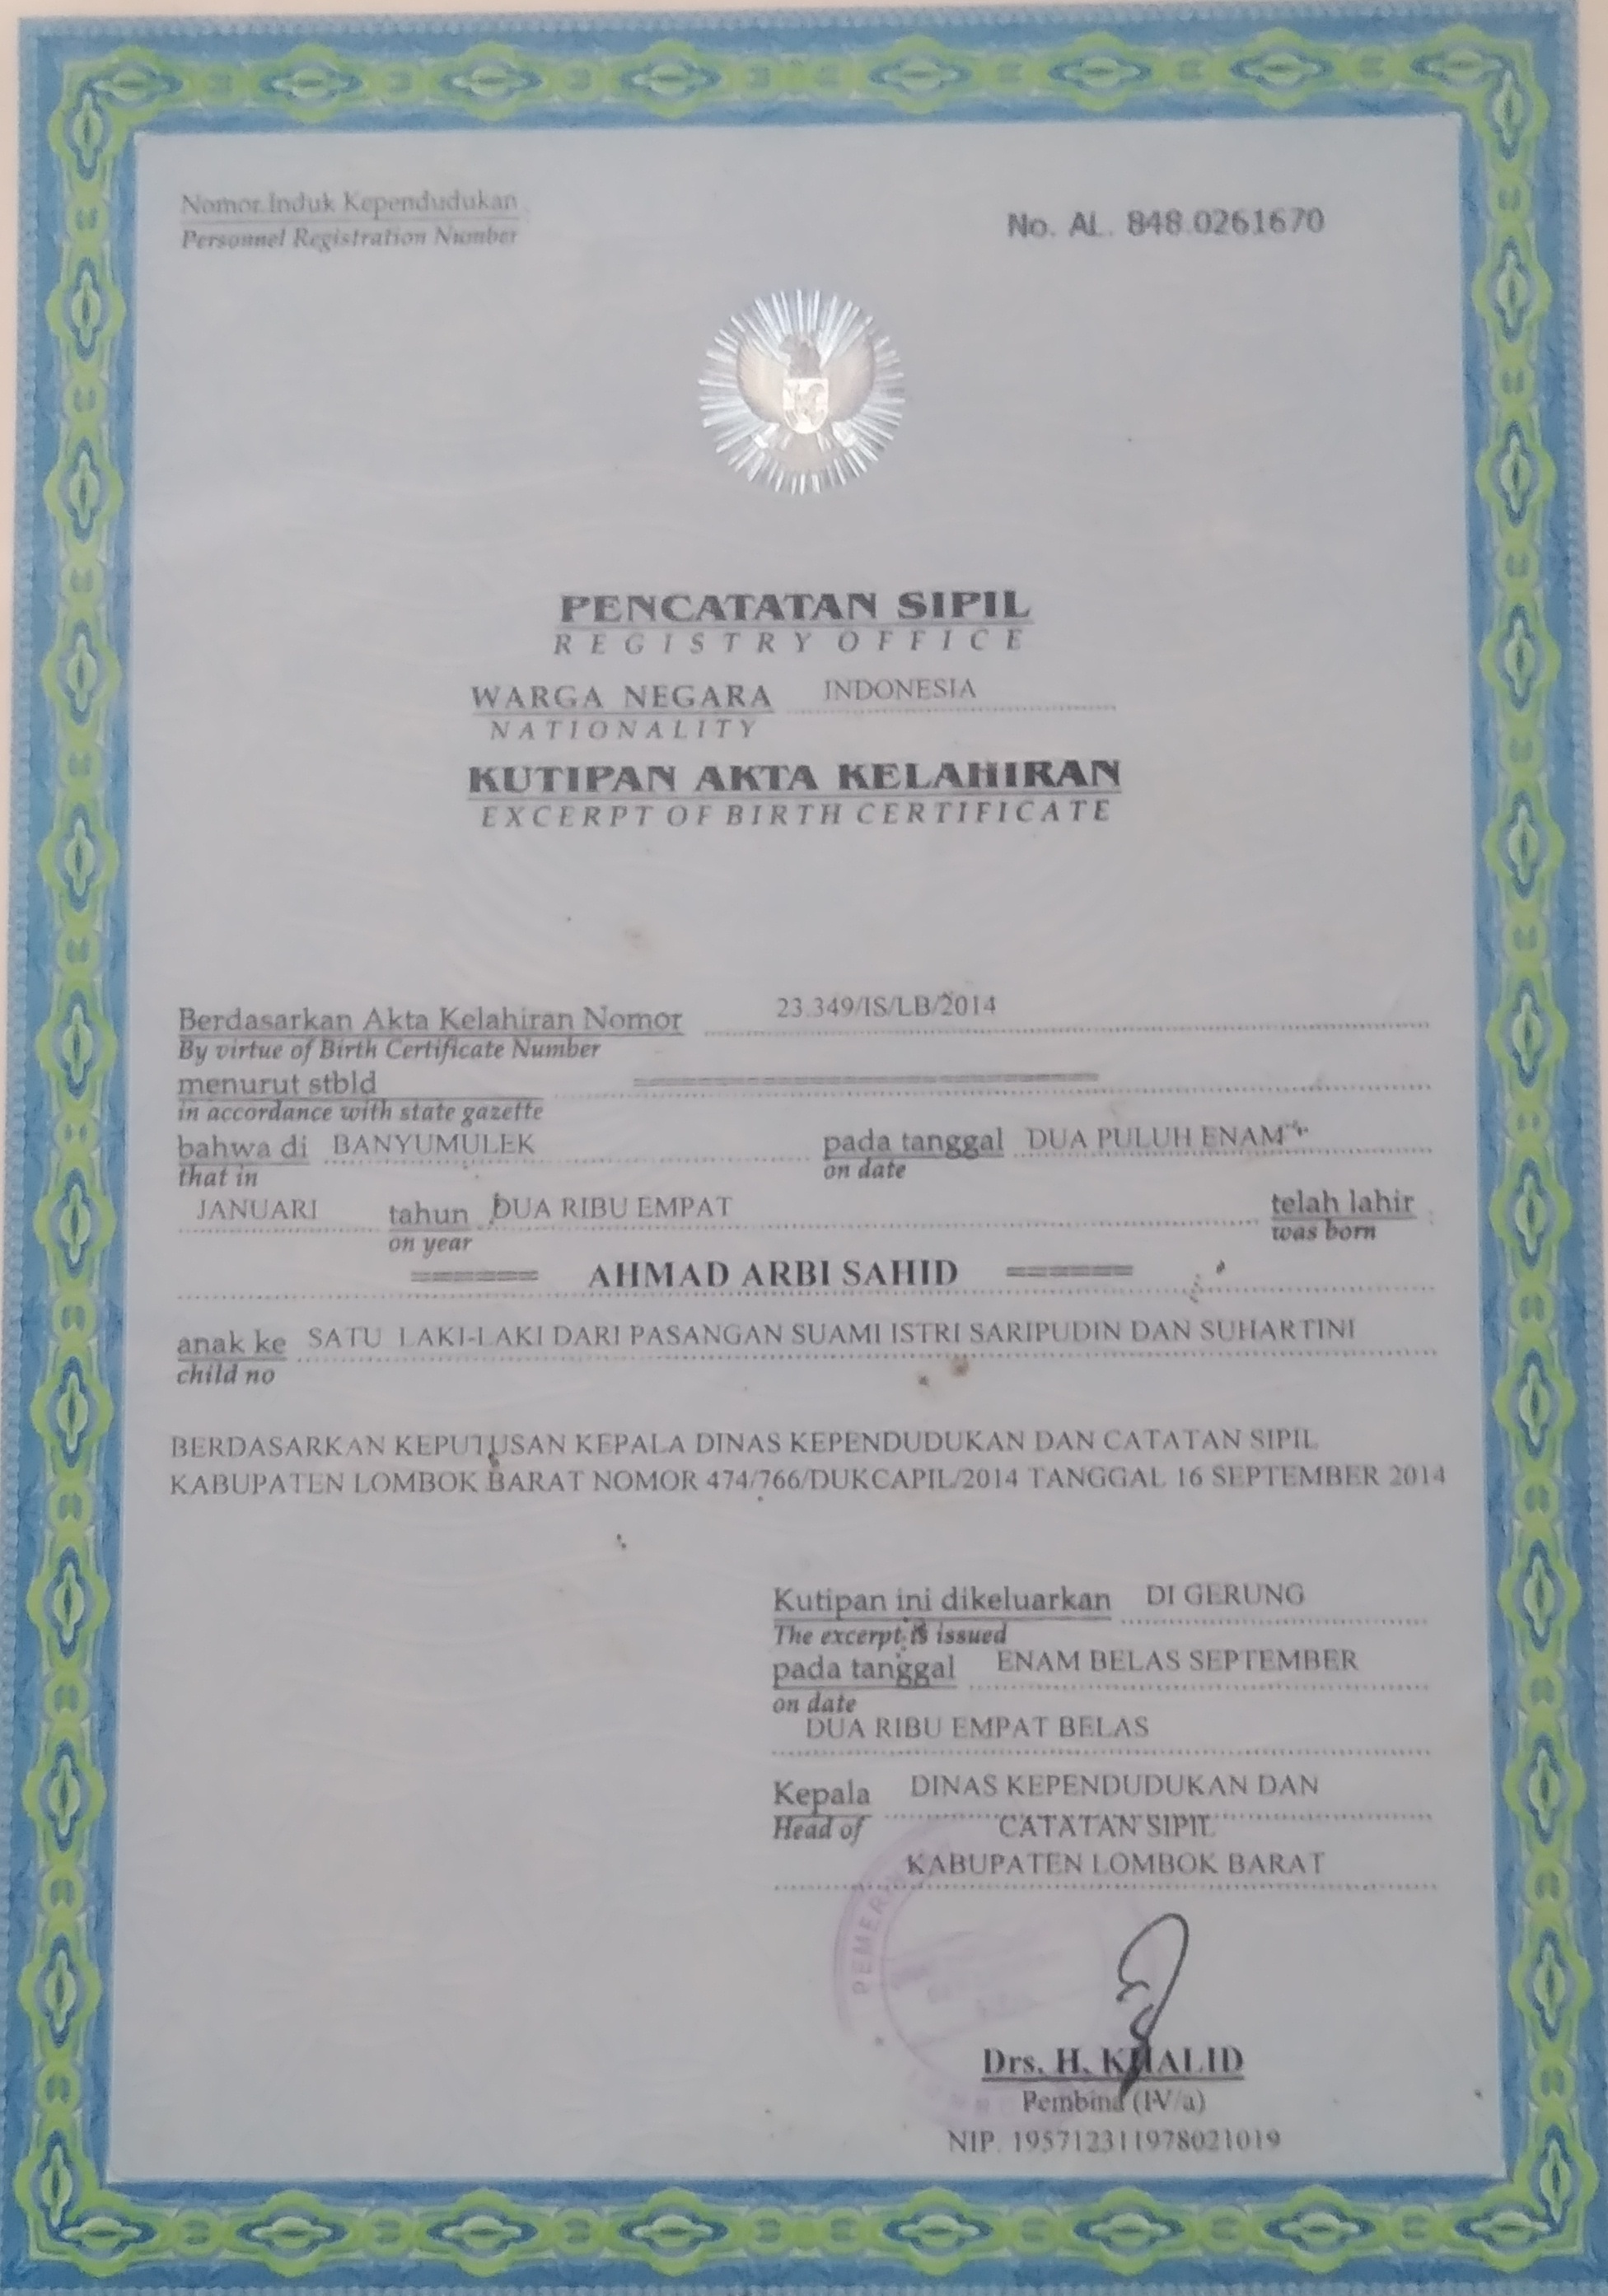 Nomor Induk Kependudukan
Personnel Registration Number
No. AL. 848.0261670
PENCATATAN SIPIL
REGISTRY OFFICE
WARGA NEGARA INDONESIA
NATIONALITY
KUTIPAN AKTA KELAHIRAN
EXCERPT OF BIRTH CERTIFICATE
Berdasarkan Akta Kelahiran Nomor 23.349/IS/LB/2014
By virtue of Birth Certificate Number
menurut stbld ==================
in accordance with state gazette
bahwa di BANYUMULEK pada tanggal DUA PULUH ENAM
that in on date
JANUARI tahun DUA RIBU EMPAT telah lahir
on year was born
====== AHMAD ARBI SAHID ======
anak ke SATU LAKI-LAKI DARI PASANGAN SUAMI ISTRI SARIPUDIN DAN SUHARTINI
child no
BERDASARKAN KEPUTUSAN KEPALA DINAS KEPENDUDUKAN DAN CATATAN SIPIL
KABUPATEN LOMBOK BARAT NOMOR 474/766/DUKCAPIL/2014 TANGGAL 16 SEPTEMBER 2014
Kutipan ini dikeluarkan DI GERUNG
The excerpt is issued
pada tanggal ENAM BELAS SEPTEMBER
on date
DUA RIBU EMPAT BELAS
Kepala DINAS KEPENDUDUKAN DAN
Head of CATATAN SIPIL
KABUPATEN LOMBOK BARAT
Drs. H. KHALID
Pembina (IV/a)
NIP. 195712311978021019